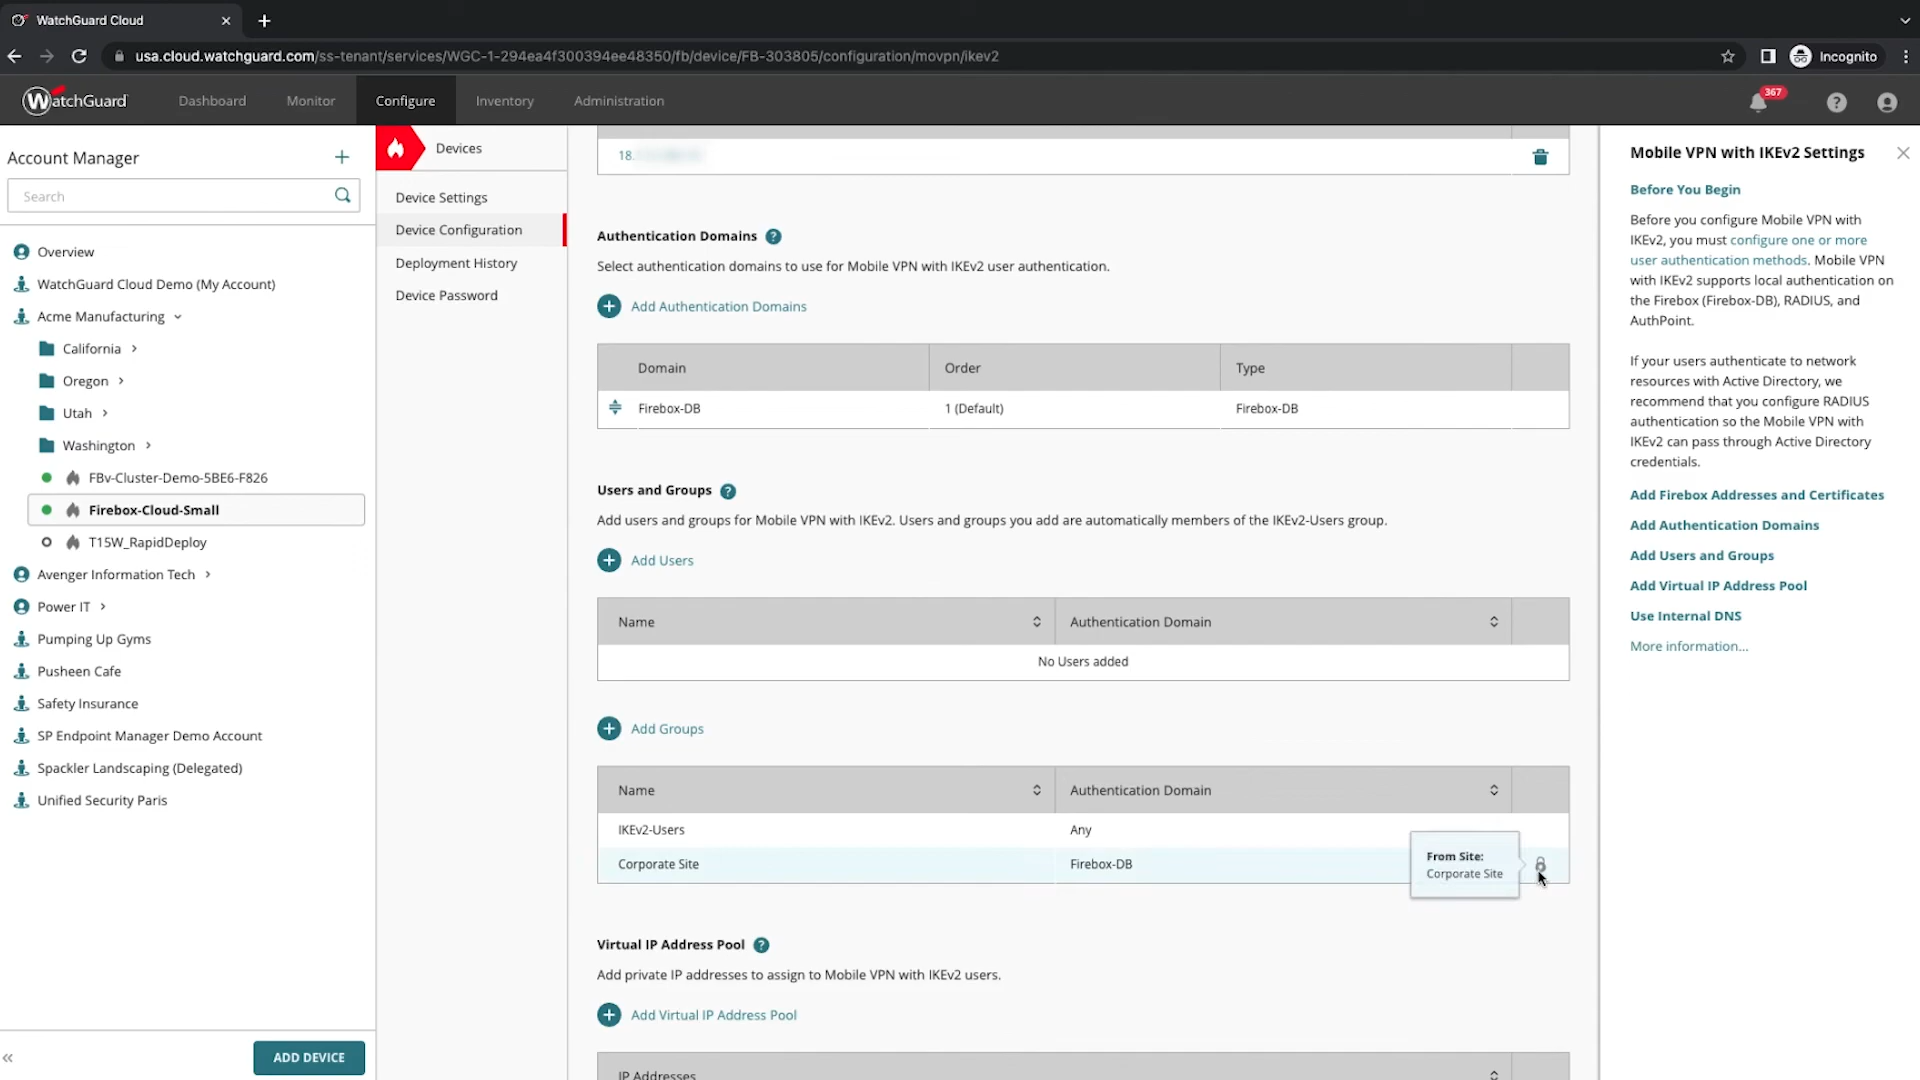 WatchGuard Cloud
usa.cloud.watchguard.com/ss-tenant/services/WGC-1-294ea4f300394ee48350/fb/device/FB-303805/configuration/movpn/ikev2
Incognito
WatchGuard
Dashboard
Monitor
Configure
Inventory
Administration
367
Account Manager
Search
Overview
WatchGuard Cloud Demo (My Account)
Acme Manufacturing
California
Oregon
Utah
Washington
FBv-Cluster-Demo-5BE6-F826
Firebox-Cloud-Small
T15W_RapidDeploy
Avenger Information Tech
Power IT
Pumping Up Gyms
Pusheen Cafe
Safety Insurance
SP Endpoint Manager Demo Account
Spackler Landscaping (Delegated)
Unified Security Paris
ADD DEVICE
Devices
Device Settings
Device Configuration
Deployment History
Device Password
18.
Authentication Domains
Select authentication domains to use for Mobile VPN with IKEv2 user authentication.
Add Authentication Domains
Domain Order Type
Firebox-DB 1 (Default) Firebox-DB
Users and Groups
Add users and groups for Mobile VPN with IKEv2. Users and groups you add are automatically members of the IKEv2-Users group.
Add Users
Name Authentication Domain
No Users added
Add Groups
Name Authentication Domain
IKEv2-Users Any
Corporate Site Firebox-DB
From Site:
Corporate Site
Virtual IP Address Pool
Add private IP addresses to assign to Mobile VPN with IKEv2 users.
Add Virtual IP Address Pool
IP Addresses
Mobile VPN with IKEv2 Settings
Before You Begin
Before you configure Mobile VPN with
IKEv2, you must configure one or more
user authentication methods. Mobile VPN
with IKEv2 supports local authentication on
the Firebox (Firebox-DB), RADIUS, and
AuthPoint.
If your users authenticate to network
resources with Active Directory, we
recommend that you configure RADIUS
authentication so the Mobile VPN with
IKEv2 can pass through Active Directory
credentials.
Add Firebox Addresses and Certificates
Add Authentication Domains
Add Users and Groups
Add Virtual IP Address Pool
Use Internal DNS
More information...